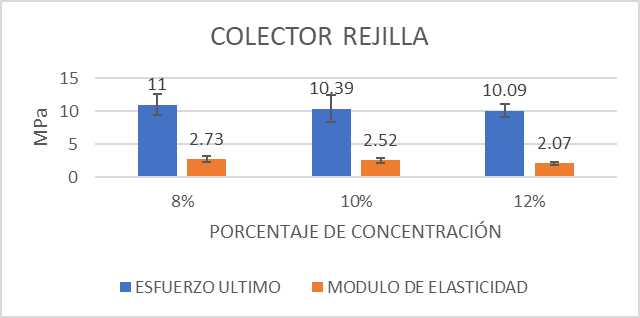 COLECTOR REJILLA
15
10
5
0
MPa
11
2.73
10.39
2.52
10.09
2.07
8%
10%
12%
PORCENTAJE DE CONCENTRACIÓN
ESFUERZO ULTIMO
MODULO DE ELASTICIDAD